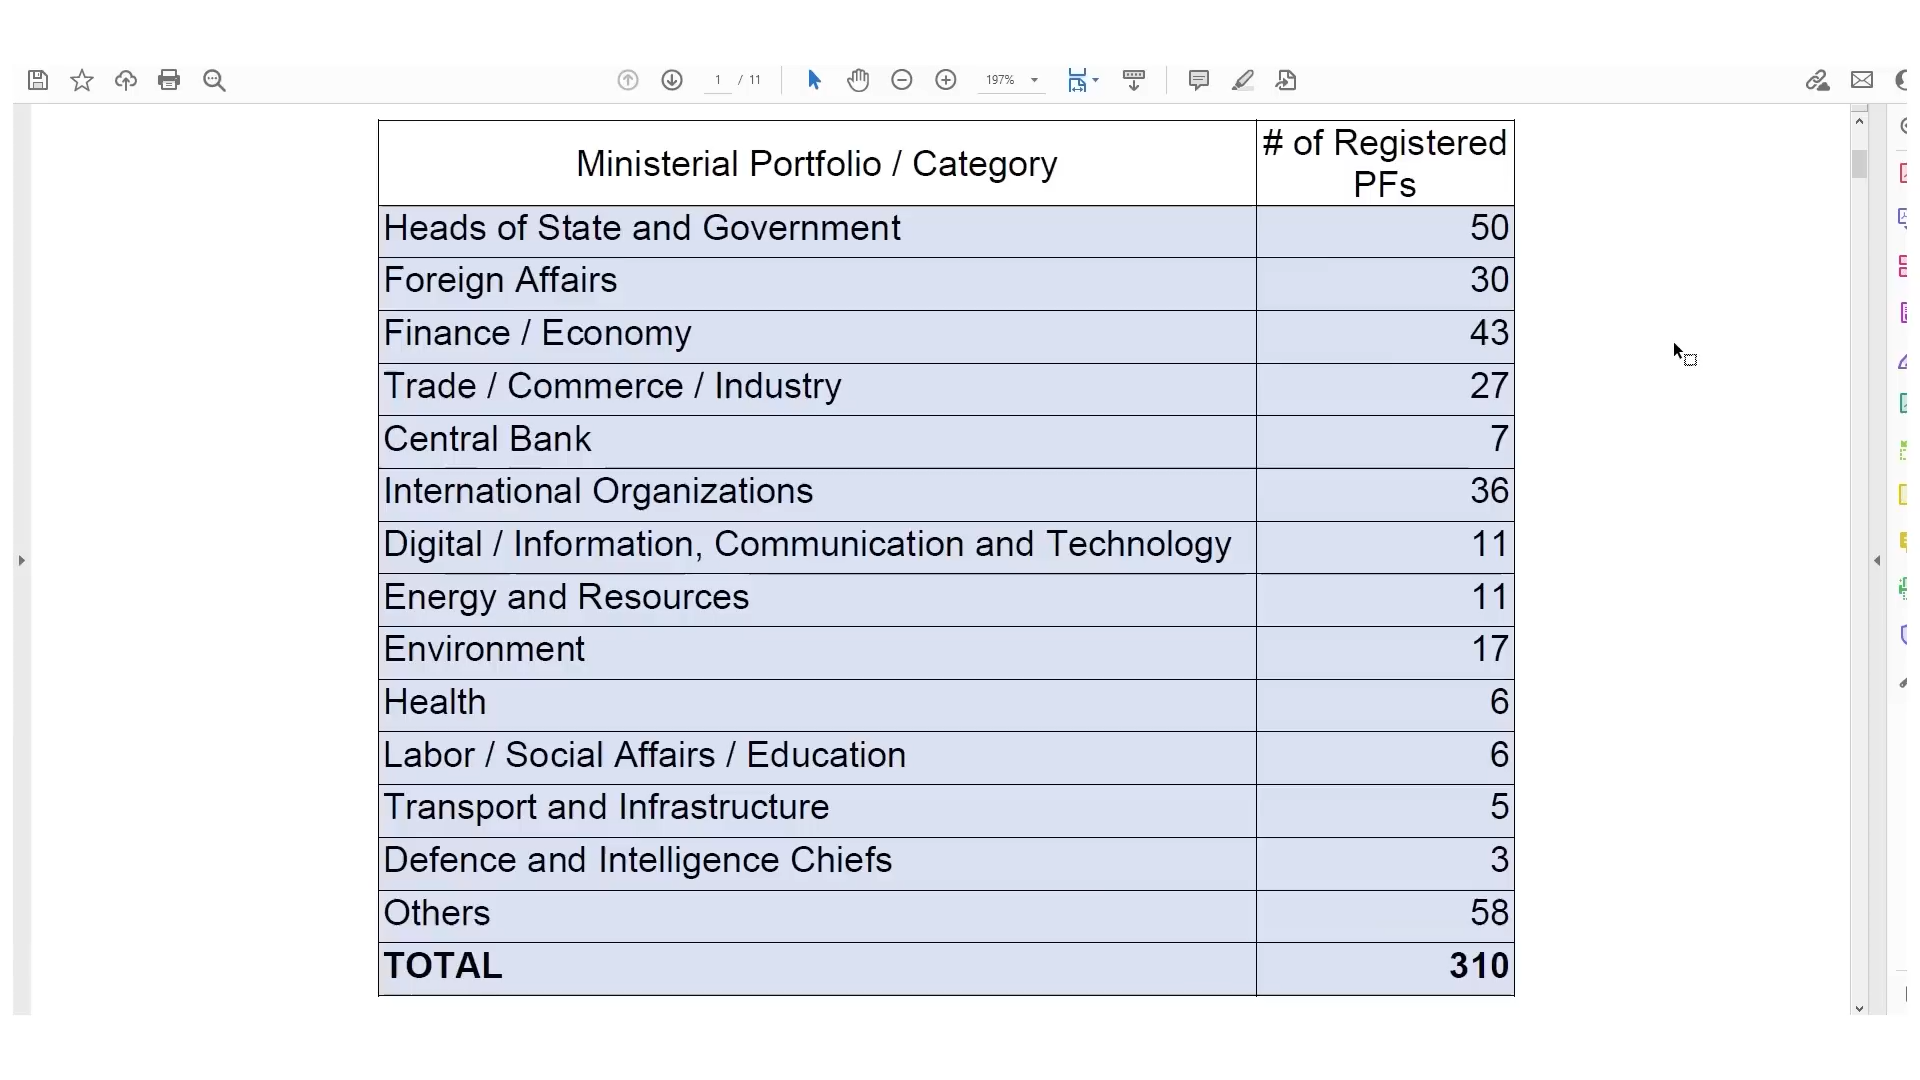 1 / 11
197%
Ministerial Portfolio / Category # of Registered PFs
Heads of State and Government 50
Foreign Affairs 30
Finance / Economy 43
Trade / Commerce / Industry 27
Central Bank 7
International Organizations 36
Digital / Information, Communication and Technology 11
Energy and Resources 11
Environment 17
Health 6
Labor / Social Affairs / Education 6
Transport and Infrastructure 5
Defence and Intelligence Chiefs 3
Others 58
TOTAL 310